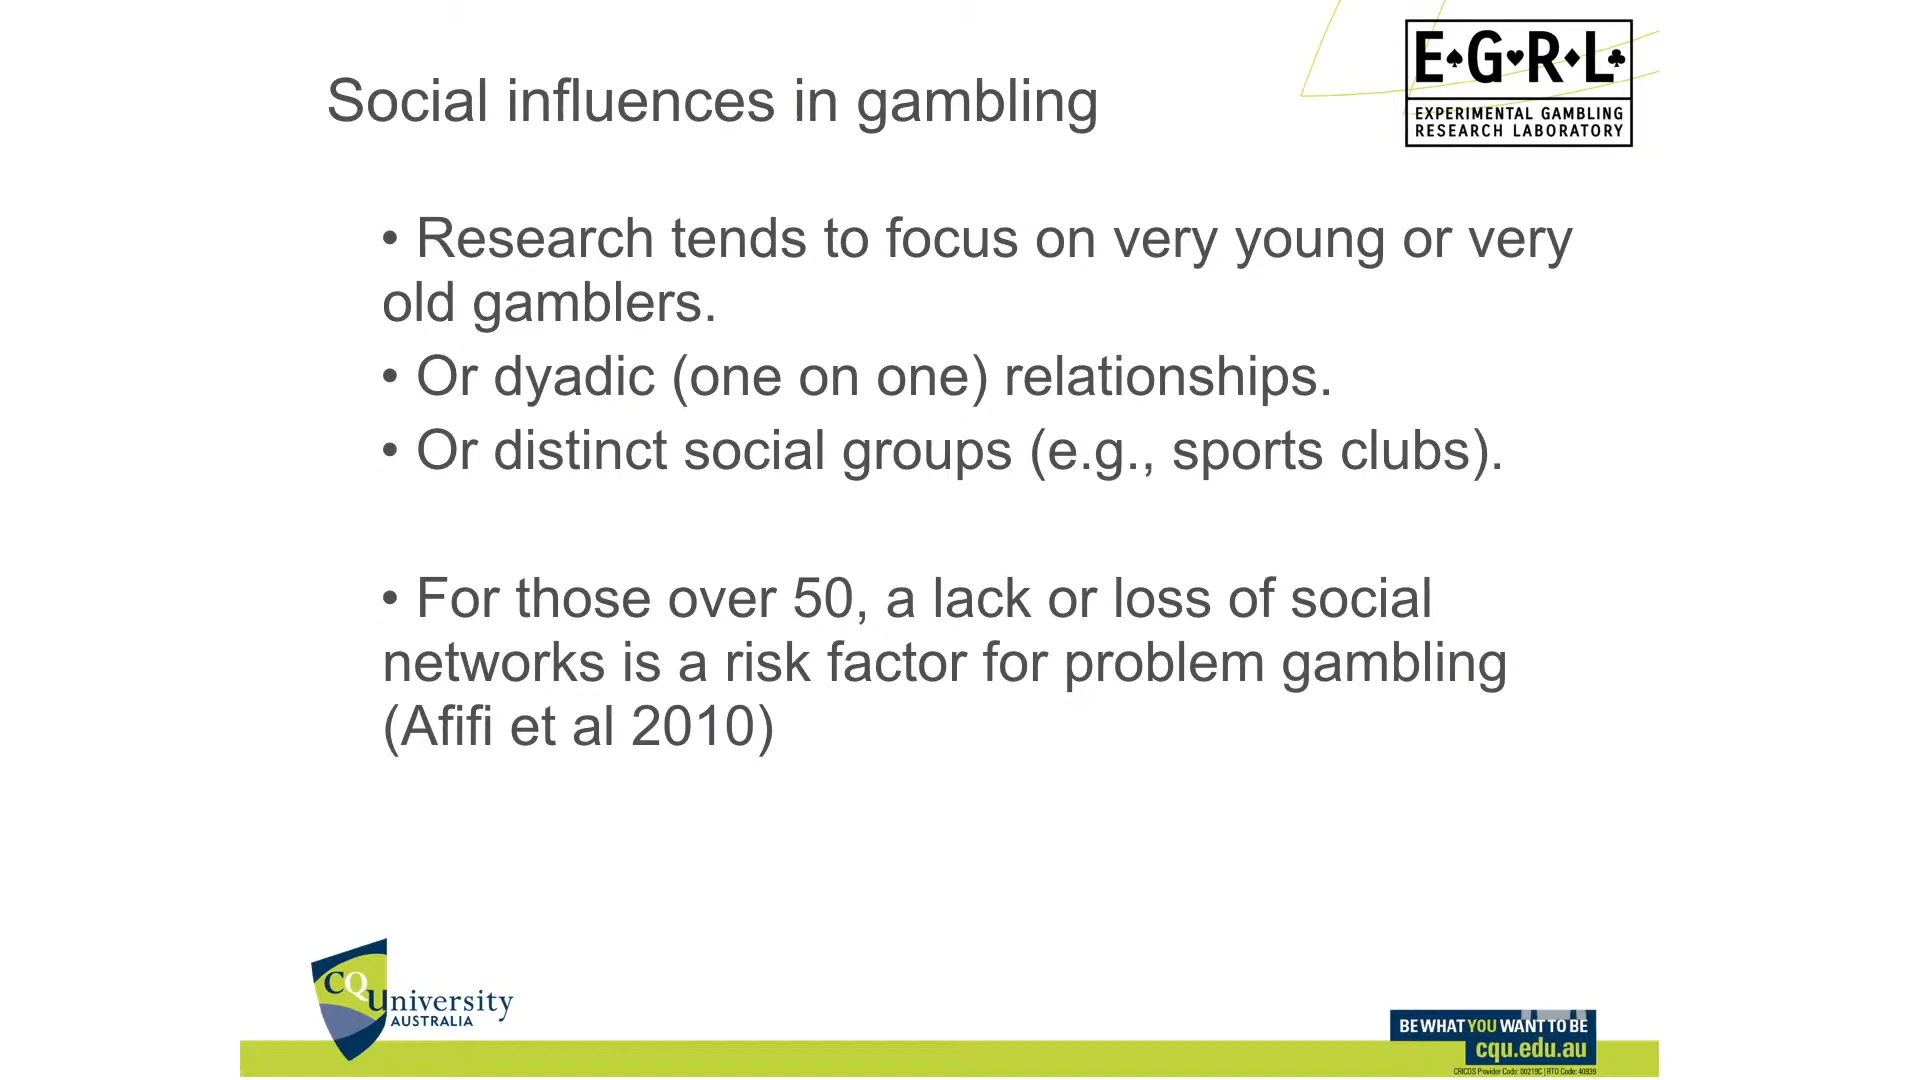 E♠G♥R♦L♣
EXPERIMENTAL GAMBLING
RESEARCH LABORATORY
Social influences in gambling
• Research tends to focus on very young or very
old gamblers.
• Or dyadic (one on one) relationships.
• Or distinct social groups (e.g., sports clubs).
• For those over 50, a lack or loss of social
networks is a risk factor for problem gambling
(Afifi et al 2010)
CQUniversity
AUSTRALIA
BE WHAT YOU WANT TO BE
cqu.edu.au
CRICOS Provider Code: 00219C | RTO Code: 40939